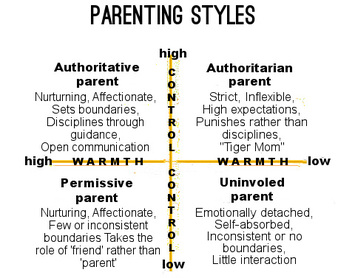 PARENTING STYLES
high
Authoritative
parent
Nurturing, Affectionate,
Sets boundaries,
Disciplines through
guidance,
Open communication
Authoritarian
parent
Strict, Inflexible,
High expectations,
Punishes rather than
disciplines,
"Tiger Mom"
CONTROL
high WARMTH WARMTH low
CONTROL
Permissive
parent
Nurturing, Affectionate,
Few or inconsistent
boundaries Takes the
role of 'friend' rather than
'parent'
Uninvoled
parent
Emotionally detached,
Self-absorbed,
Inconsistent or no
boundaries,
Little interaction
low